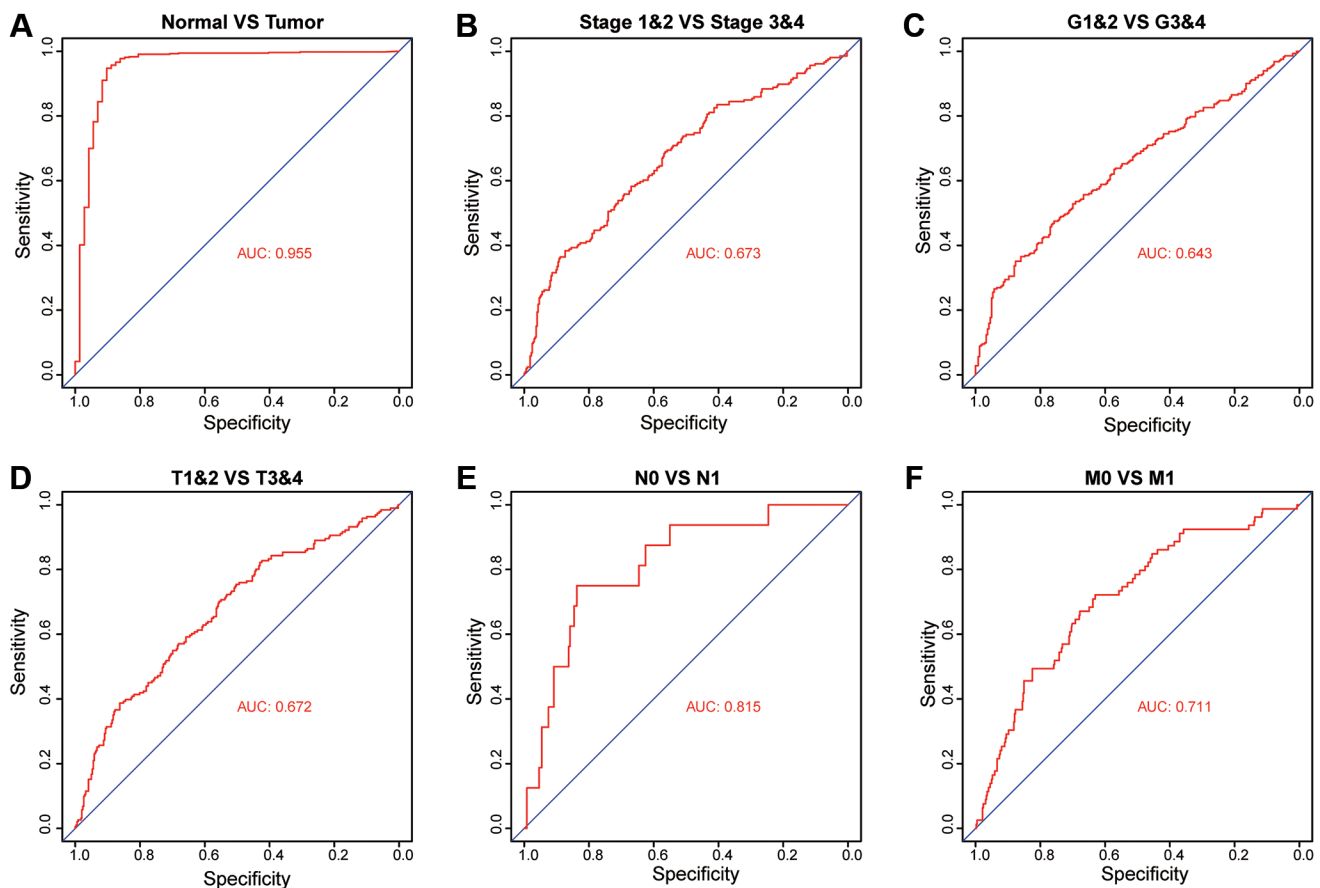 A
Normal VS Tumor
1.0
0.8
0.6
0.4
0.2
0.0
Sensitivity
AUC: 0.955
1.0 0.8 0.6 0.4 0.2 0.0
Specificity
B
Stage 1&2 VS Stage 3&4
1.0
0.8
0.6
0.4
0.2
0.0
Sensitivity
AUC: 0.673
1.0 0.8 0.6 0.4 0.2 0.0
Specificity
C
G1&2 VS G3&4
1.0
0.8
0.6
0.4
0.2
0.0
Sensitivity
AUC: 0.643
1.0 0.8 0.6 0.4 0.2 0.0
Specificity
D
T1&2 VS T3&4
1.0
0.8
0.6
0.4
0.2
0.0
Sensitivity
AUC: 0.672
1.0 0.8 0.6 0.4 0.2 0.0
Specificity
E
N0 VS N1
1.0
0.8
0.6
0.4
0.2
0.0
Sensitivity
AUC: 0.815
1.0 0.8 0.6 0.4 0.2 0.0
Specificity
F
M0 VS M1
1.0
0.8
0.6
0.4
0.2
0.0
Sensitivity
AUC: 0.711
1.0 0.8 0.6 0.4 0.2 0.0
Specificity